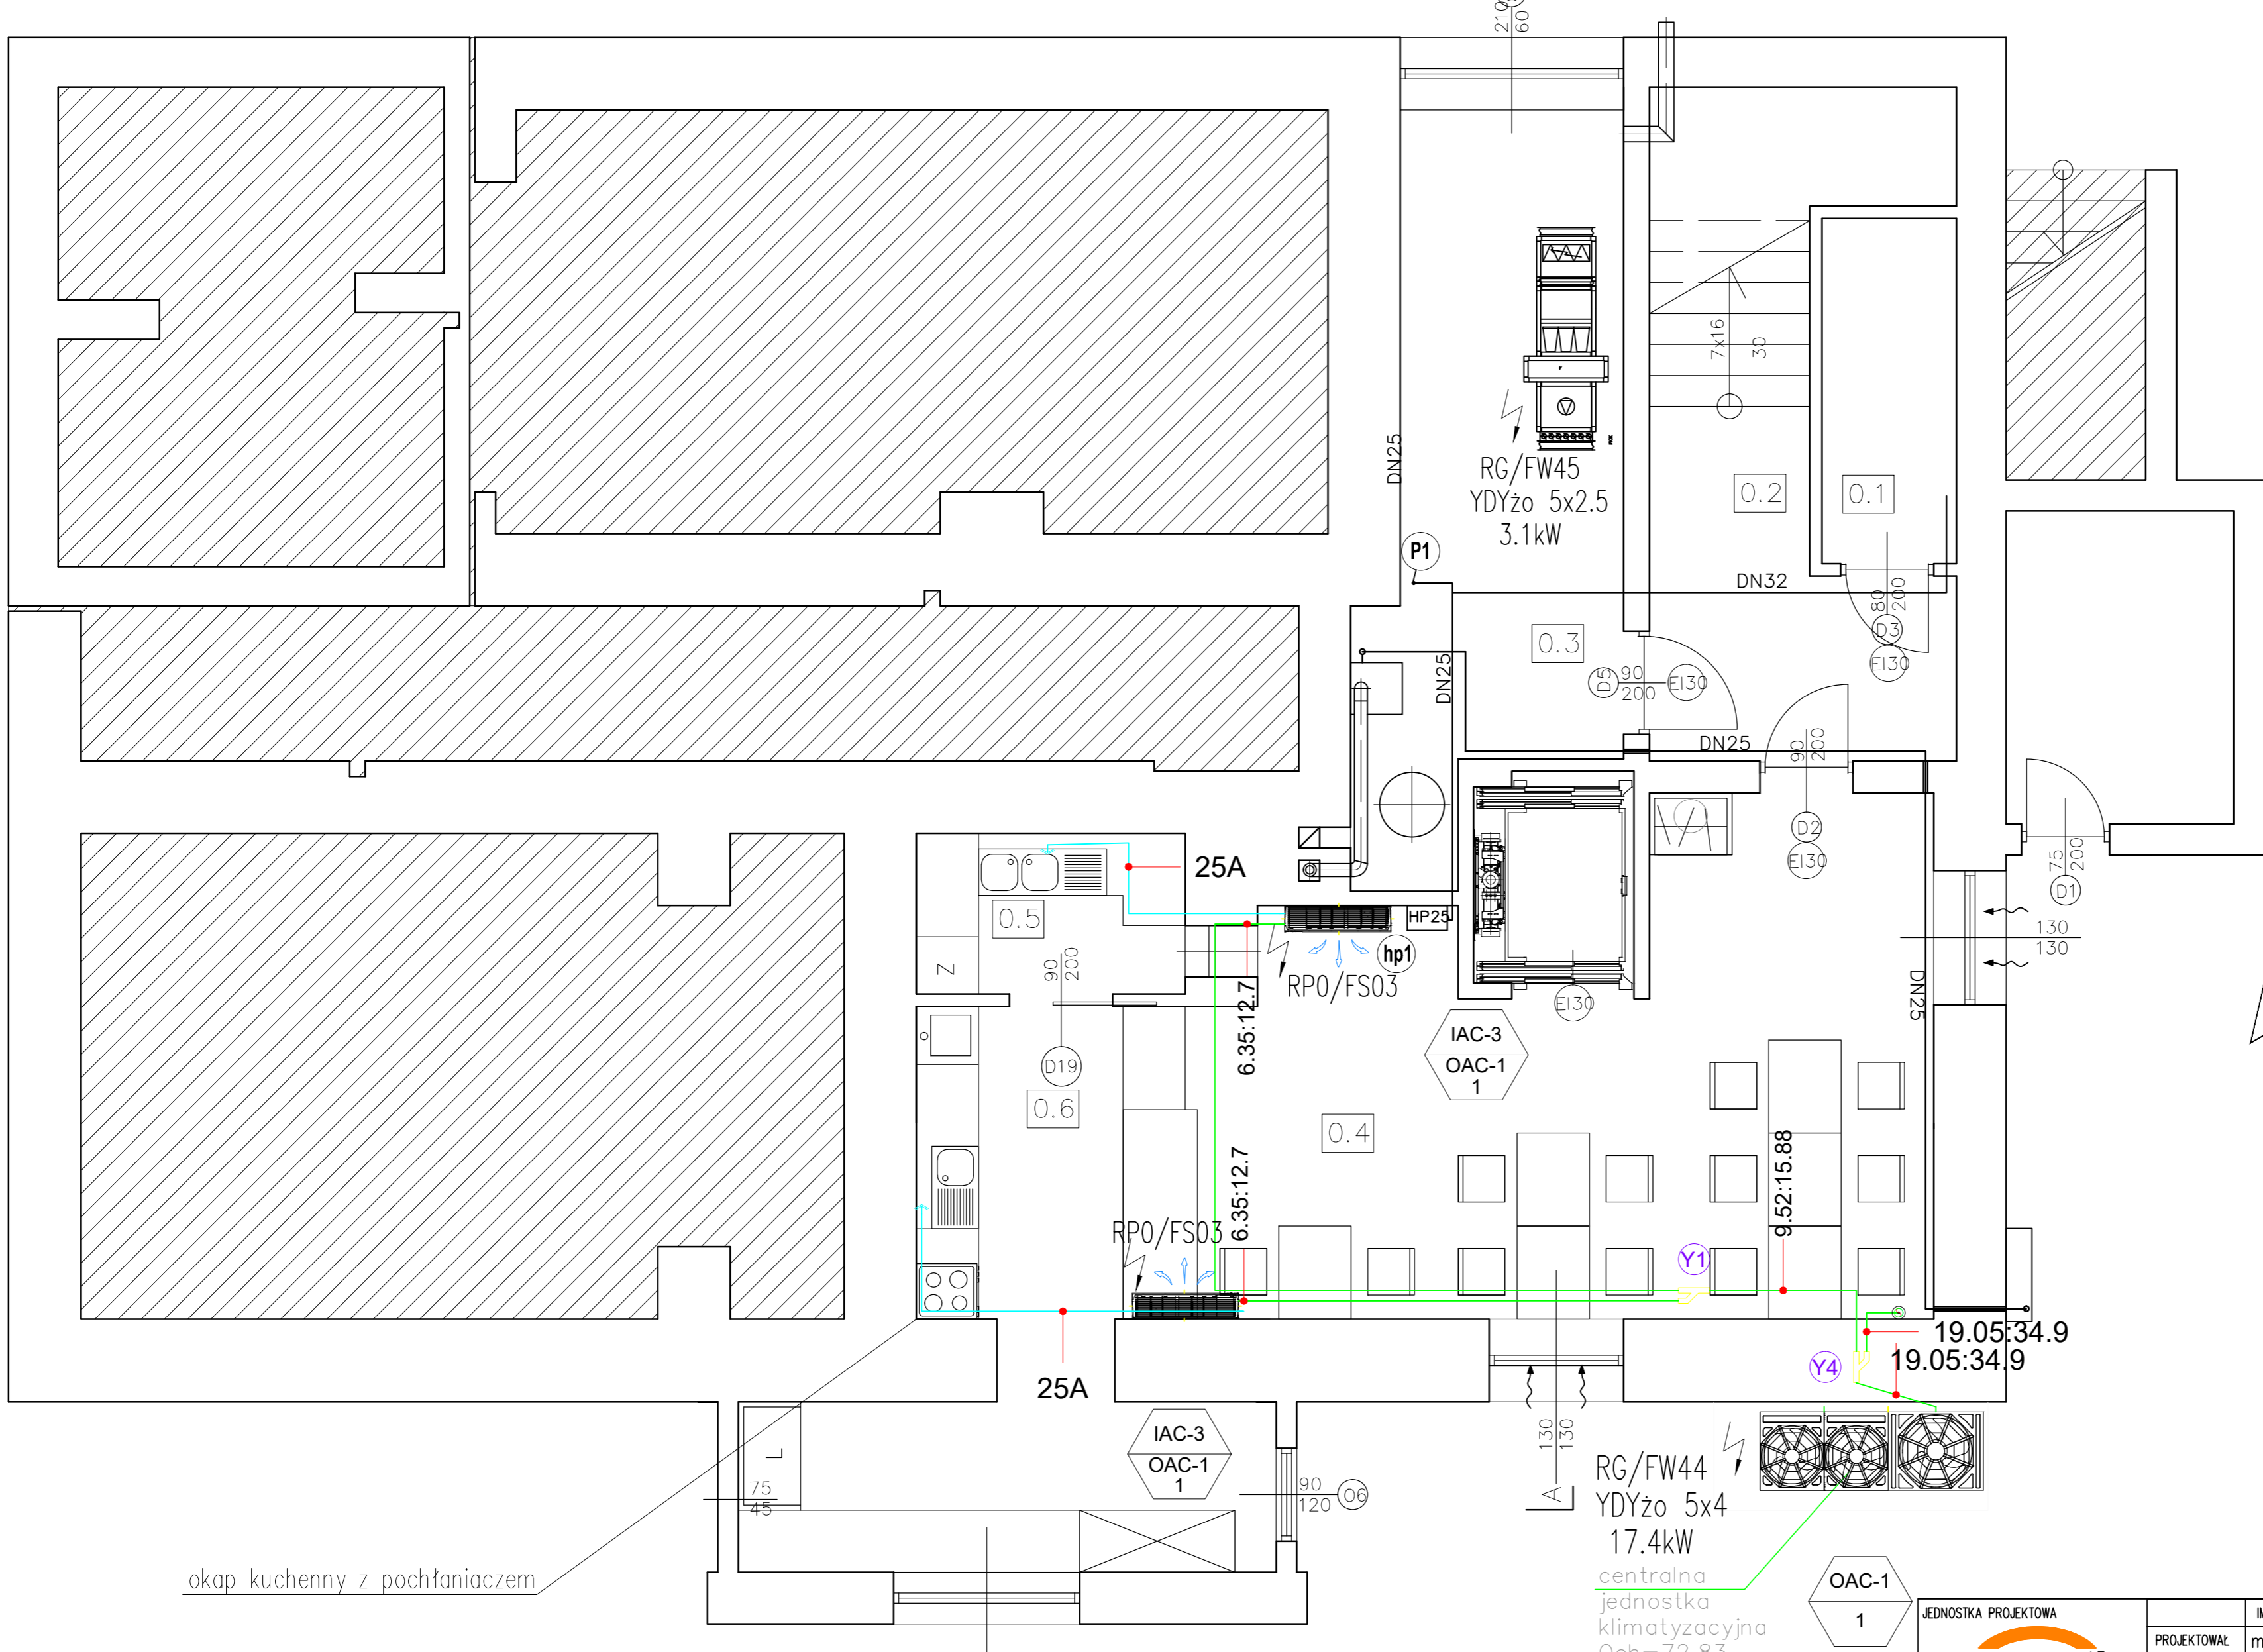 210
60
7x16
30
DN25
RG/FW45
YDYżo 5x2.5
3.1kW
0.2
0.1
P1
DN32
80
200
D3
EI30
0.3
D5
90
200
EI30
DN25
DN25
90
200
D2
EI30
75
200
D1
130
130
25A
0.5
Z
90
200
HP25
hp1
RP0/FS03
6.35:12.7
EI30
DN25
IAC-3
OAC-1
1
D19
0.6
0.4
RP0/FS03
6.35:12.7
9.52:15.88
Y1
19.05:34.9
19.05:34.9
Y4
25A
L
75
45
IAC-3
OAC-1
1
90
120
O6
130
130
A
RG/FW44
YDYżo 5x4
17.4kW
okap kuchenny z pochłaniaczem
centralna
jednostka
klimatyzacyjna
OAC-1
1
JEDNOSTKA PROJEKTOWA
PROJEKTOWAŁ